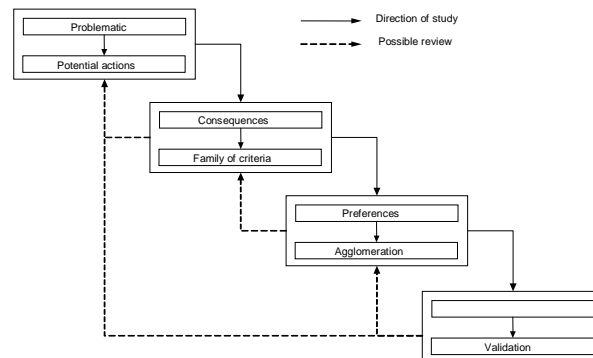 Direction of study
Problematic
Possible review
Potential actions
Consequences
Family of criteria
Preferences
Agglomeration
Validation